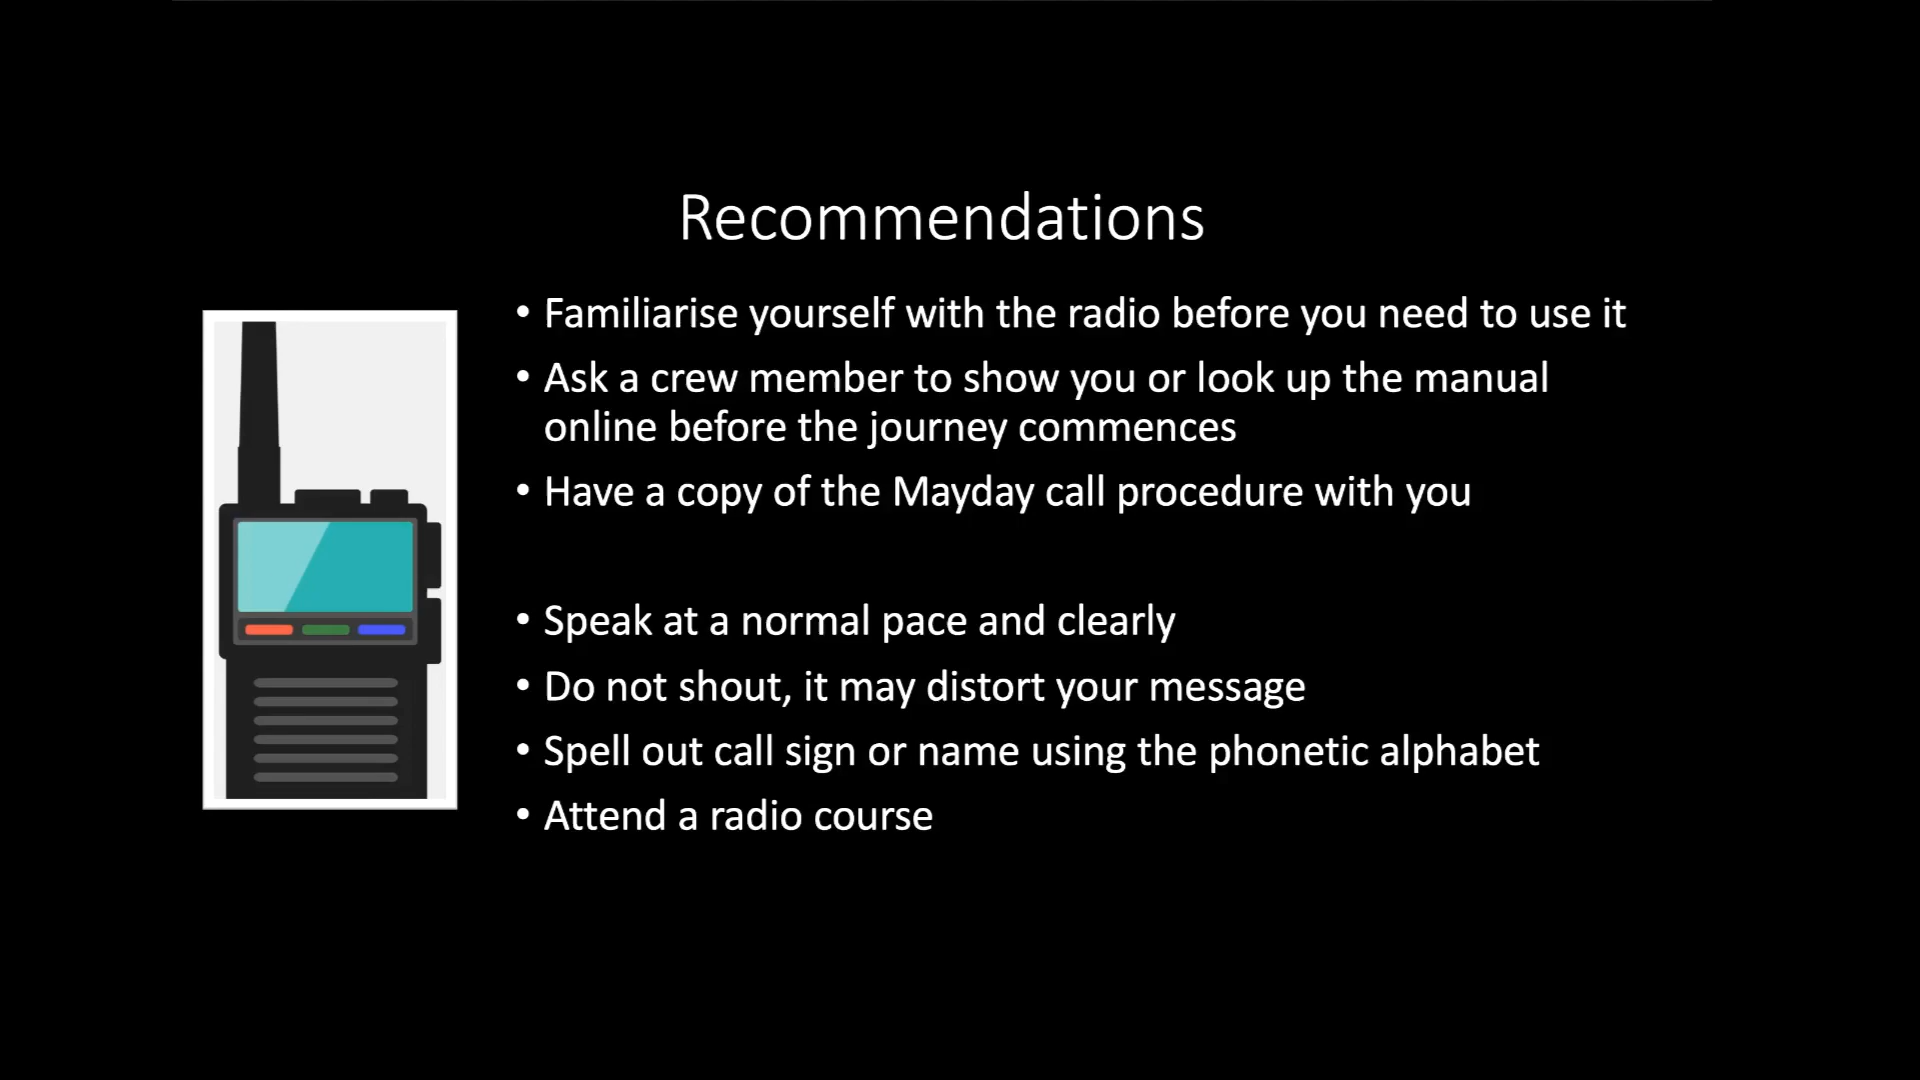 Recommendations
• Familiarise yourself with the radio before you need to use it
• Ask a crew member to show you or look up the manual
online before the journey commences
• Have a copy of the Mayday call procedure with you
• Speak at a normal pace and clearly
• Do not shout, it may distort your message
• Spell out call sign or name using the phonetic alphabet
• Attend a radio course